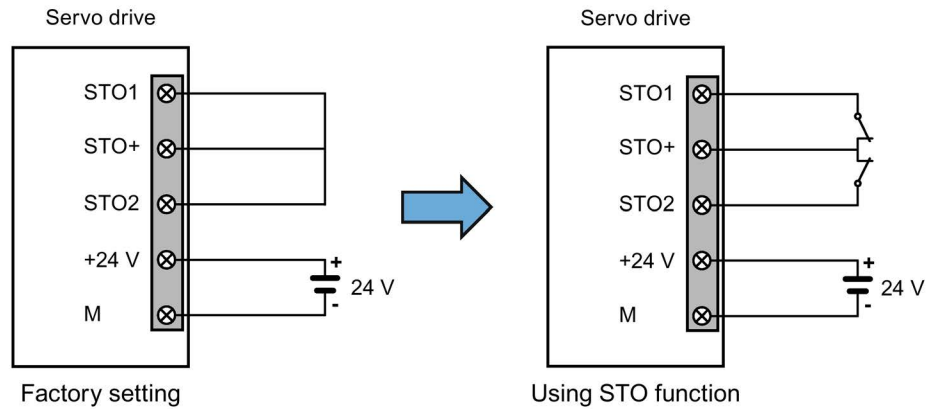 Servo drive
STO1
STO+
STO2
+24 V
M
+
24 V
-
Factory setting
Servo drive
STO1
STO+
STO2
+24 V
M
+
24 V
-
Using STO function